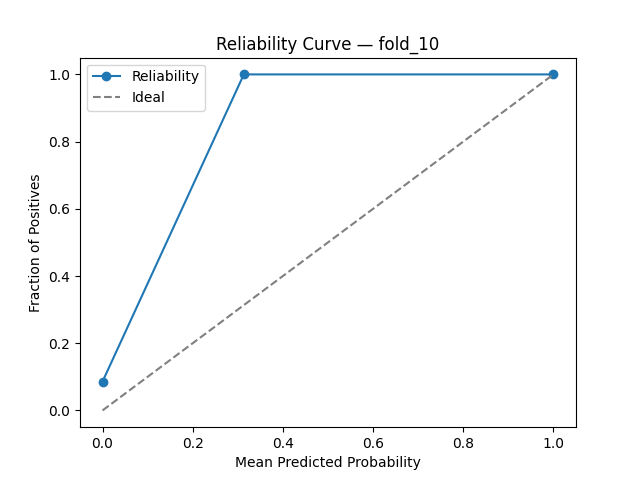 Reliability Curve — fold_10
Reliability
Ideal
Fraction of Positives
1.0
0.8
0.6
0.4
0.2
0.0
0.0 0.2 0.4 0.6 0.8 1.0
Mean Predicted Probability